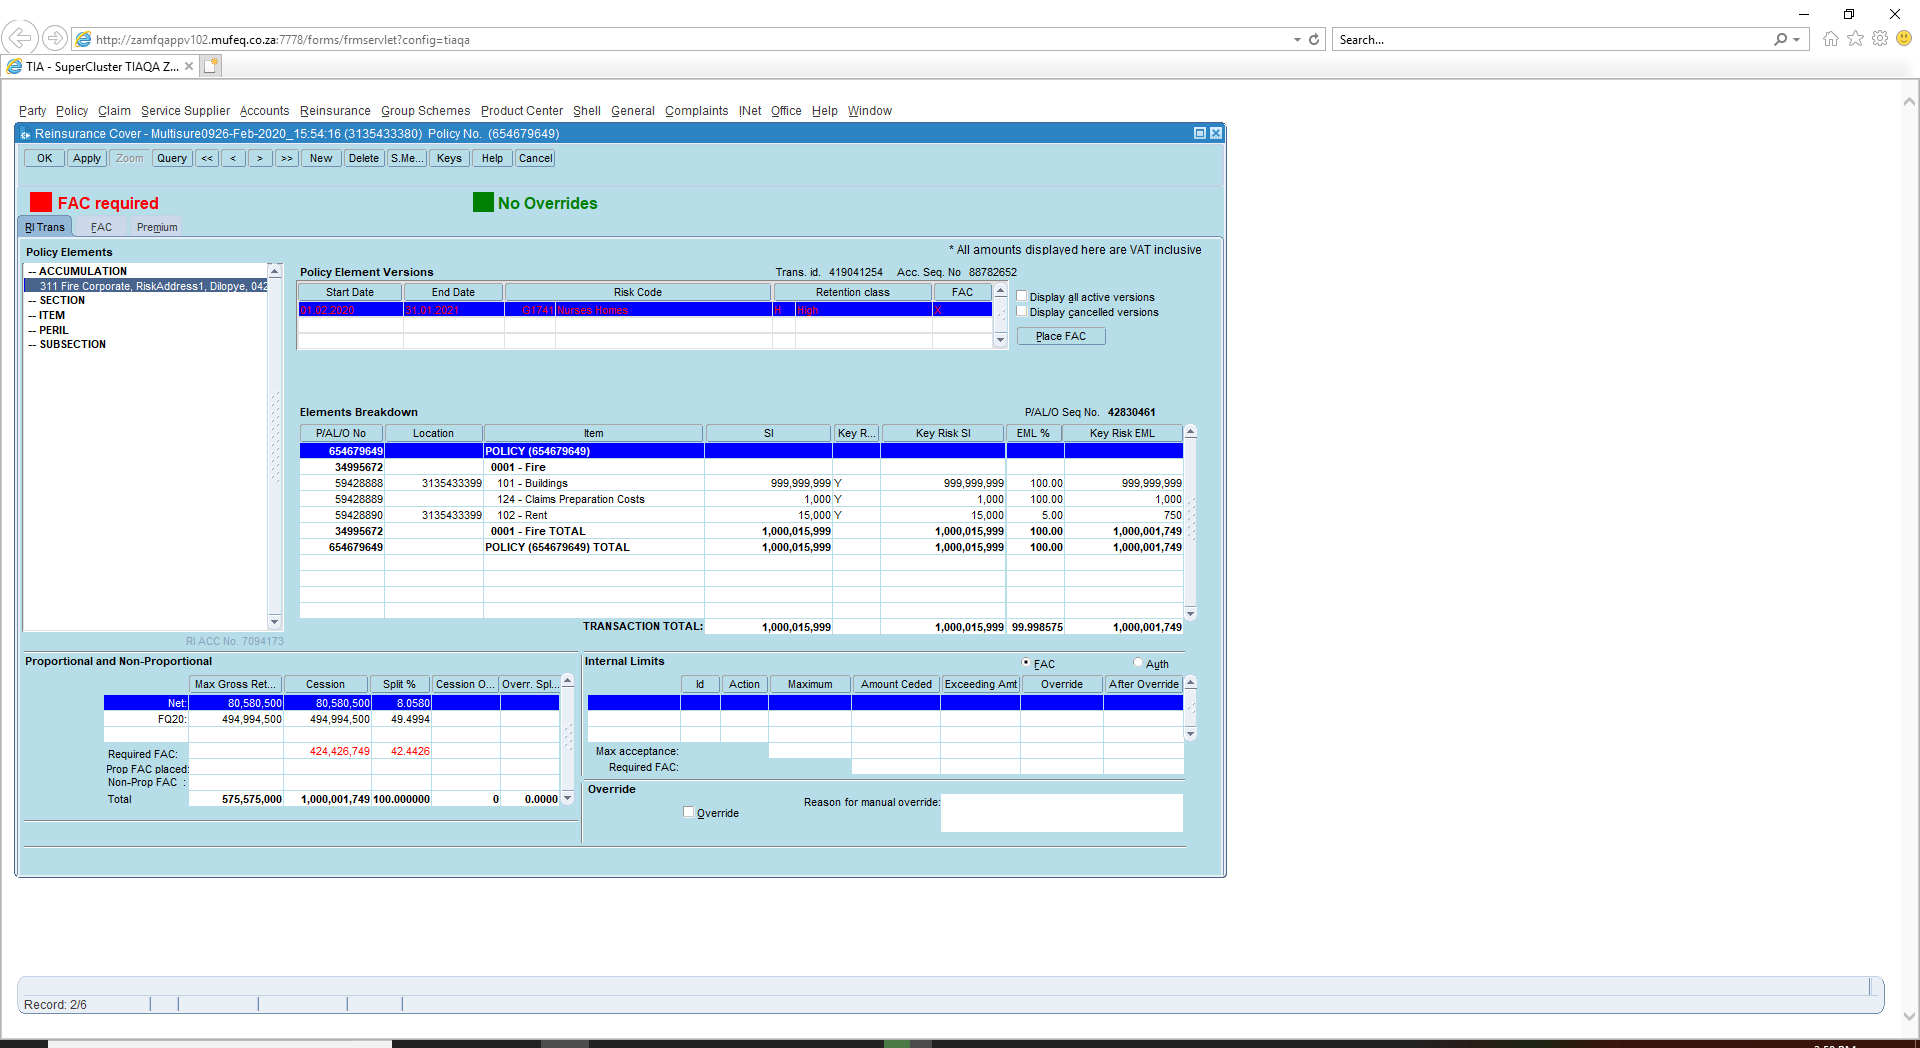 http://zamfqappv102.mufeq.co.za:7778/forms/frmservlet?config=tiaqa
Search...
TIA - SuperCluster TIAQA Z...
Party Policy Claim Service Supplier Accounts Reinsurance Group Schemes Product Center Shell General Complaints INet Office Help Window
Reinsurance Cover - Multisure0926-Feb-2020_15:54:16 (3135433380) Policy No. (654679649)
OK Apply Zoom Query << < > >> New Delete S.Me... Keys Help Cancel
FAC required No Overrides
RI Trans FAC Premium
* All amounts displayed here are VAT inclusive
Policy Elements
-- ACCUMULATION
311 Fire Corporate, RiskAddress1, Dilopye, 042
-- SECTION
-- ITEM
-- PERIL
-- SUBSECTION
RI ACC No. 7094173
Policy Element Versions Trans. id. 419041254 Acc. Seq. No 88782652
Start Date End Date Risk Code Retention class FAC
01.02.2020 31.01.2021 G1741 Nurses Homes H High X
Display all active versions
Display cancelled versions
Place FAC
Elements Breakdown P/AL/O Seq No. 42830461
P/AL/O No Location Item SI Key R... Key Risk SI EML % Key Risk EML
654679649 POLICY (654679649)
34995672 0001 - Fire
59428888 3135433399 101 - Buildings 999,999,999 Y 999,999,999 100.00 999,999,999
59428889 124 - Claims Preparation Costs 1,000 Y 1,000 100.00 1,000
59428890 3135433399 102 - Rent 15,000 Y 15,000 5.00 750
34995672 0001 - Fire TOTAL 1,000,015,999 1,000,015,999 100.00 1,000,001,749
654679649 POLICY (654679649) TOTAL 1,000,015,999 1,000,015,999 100.00 1,000,001,749
TRANSACTION TOTAL: 1,000,015,999 1,000,015,999 99.998575 1,000,001,749
Proportional and Non-Proportional
Max Gross Ret... Cession Split % Cession O... Overr. Spl...
Net: 80,580,500 80,580,500 8.0580
FQ20: 494,994,500 494,994,500 49.4994
Required FAC: 424,426,749 42.4426
Prop FAC placed:
Non-Prop FAC :
Total 575,575,000 1,000,001,749 100.000000 0 0.0000
Internal Limits FAC Auth
Id Action Maximum Amount Ceded Exceeding Amt Override After Override
Max acceptance:
Required FAC:
Override
Override Reason for manual override:
Record: 2/6